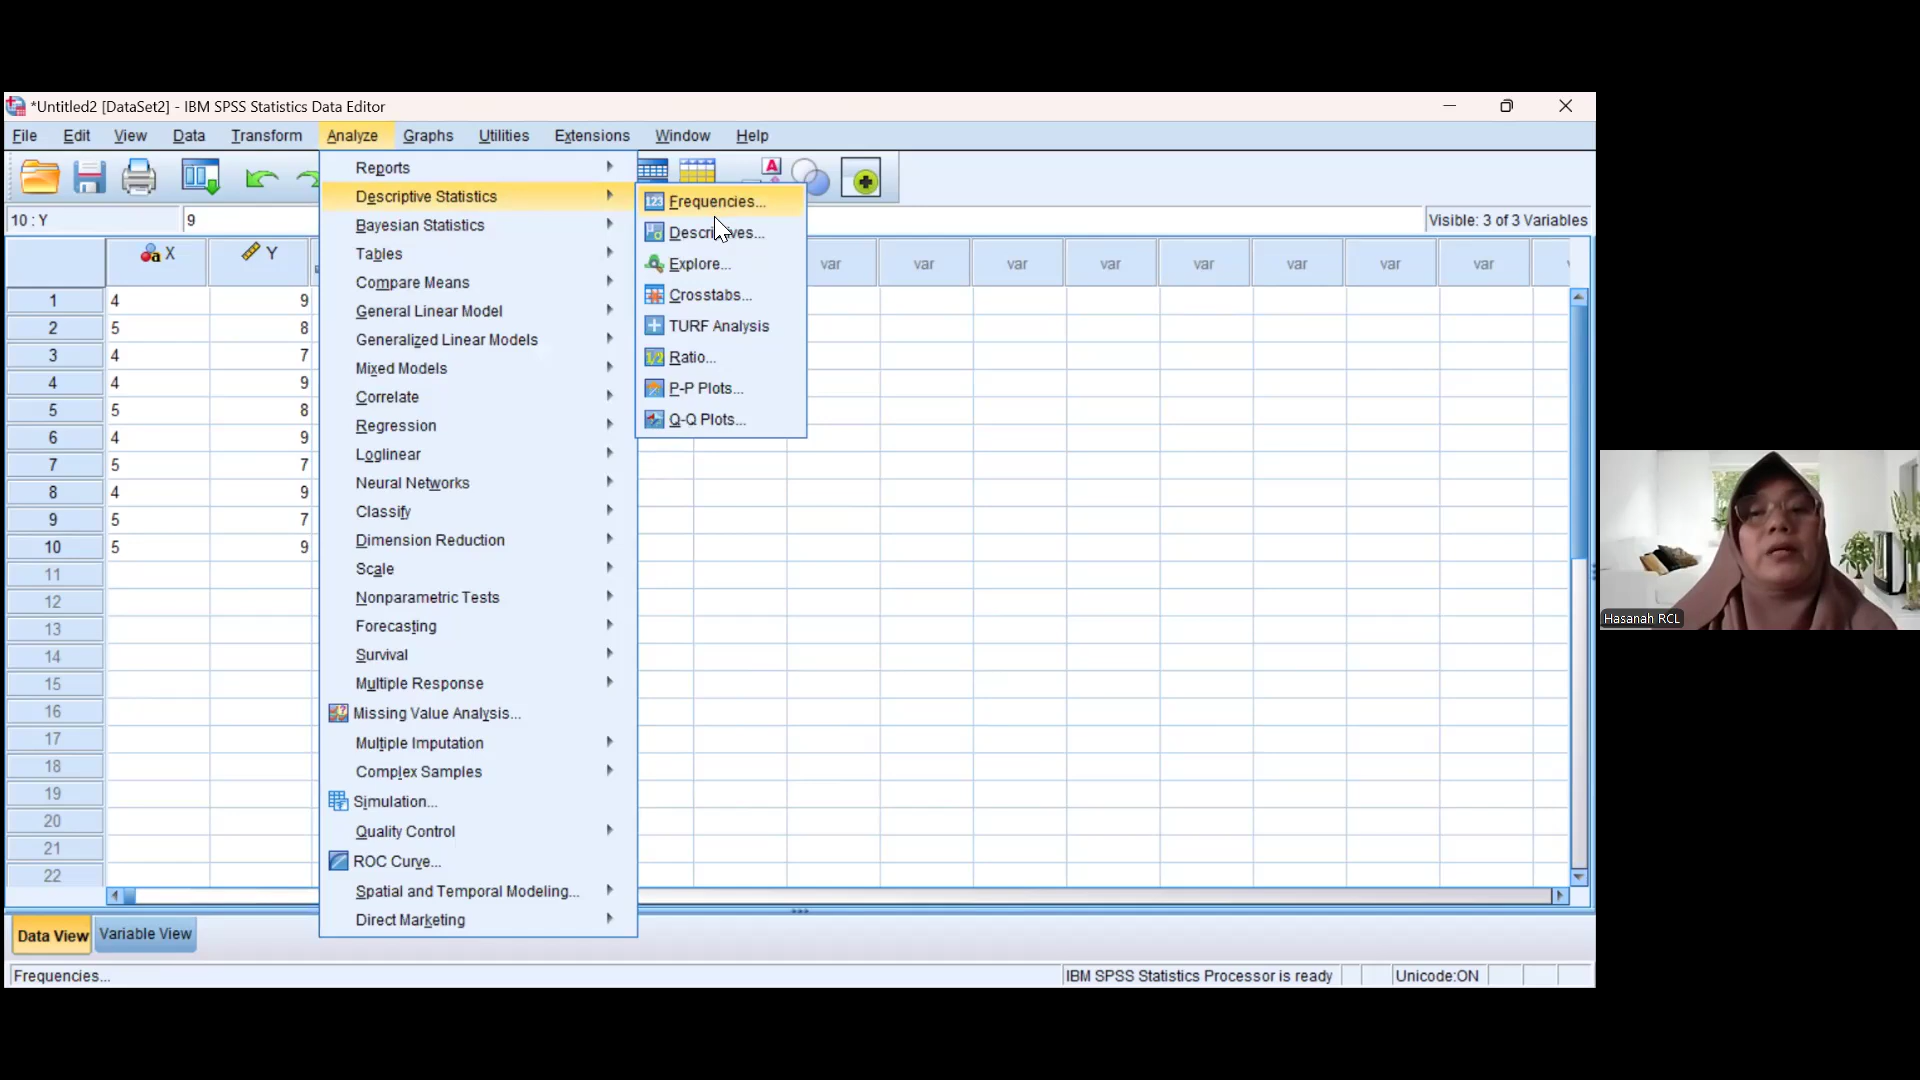 *Untitled2 [DataSet2] - IBM SPSS Statistics Data Editor
File Edit View Data Transform Analyze Graphs Utilities Extensions Window Help
10 : Y 9 Visible: 3 of 3 Variables
X Y var var var var var var var var
1 4 9
2 5 8
3 4 7
4 4 9
5 5 8
6 4 9
7 5 7
8 4 9
9 5 7
10 5 9
11
12
13
14
15
16
17
18
19
20
21
22
Reports
Descriptive Statistics
Bayesian Statistics
Tables
Compare Means
General Linear Model
Generalized Linear Models
Mixed Models
Correlate
Regression
Loglinear
Neural Networks
Classify
Dimension Reduction
Scale
Nonparametric Tests
Forecasting
Survival
Multiple Response
Missing Value Analysis...
Multiple Imputation
Complex Samples
Simulation...
Quality Control
ROC Curve...
Spatial and Temporal Modeling...
Direct Marketing
123 Frequencies...
Descriptives...
Explore...
Crosstabs...
TURF Analysis
1/2 Ratio...
P-P Plots...
Q-Q Plots...
A
Data View Variable View
Frequencies... IBM SPSS Statistics Processor is ready Unicode:ON
Hasanah RCL